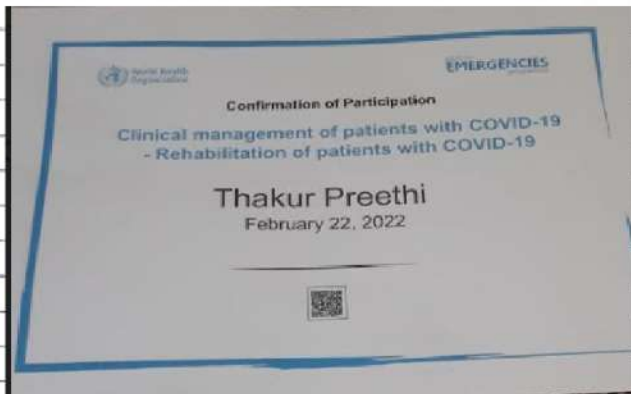 World Health
Organization
EMERGENCIES
Confirmation of Participation
Clinical management of patients with COVID-19
- Rehabilitation of patients with COVID-19
Thakur Preethi
February 22, 2022